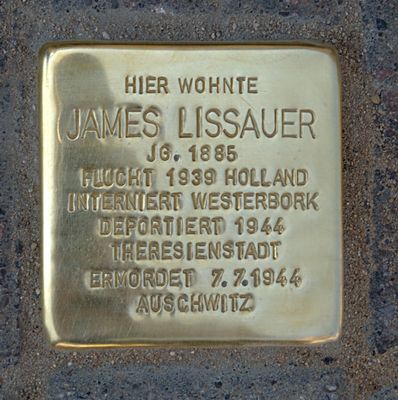 HIER WOHNTE
JAMES LISSAUER
JG. 1885
FLUCHT 1939 HOLLAND
INTERNIERT WESTERBORK
DEPORTIERT 1944
THERESIENSTADT
ERMORDET 7.7.1944
AUSCHWITZ